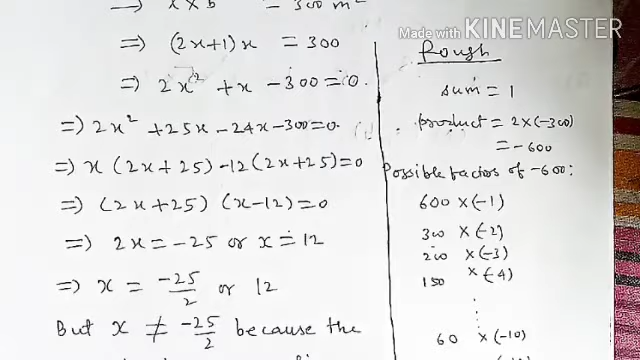 Made with KINEMASTER
⇒ l x b = 300 m²
⇒ (2x+1)x = 300
⇒ 2x² + x - 300 = 0.
⇒ 2x² + 25x - 24x - 300 = 0.
⇒ x (2x + 25) - 12 (2x + 25) = 0
⇒ (2x + 25) (x - 12) = 0
⇒ 2x = -25 or x = 12
⇒ x = -25/2 or 12
But x ≠ -25/2 because the
Rough
sum = 1
product = 2 x (-300)
= - 600
Possible factors of - 600:
600 x (-1)
300 x (-2)
200 x (-3)
150 x (-4)
60 x (-10)